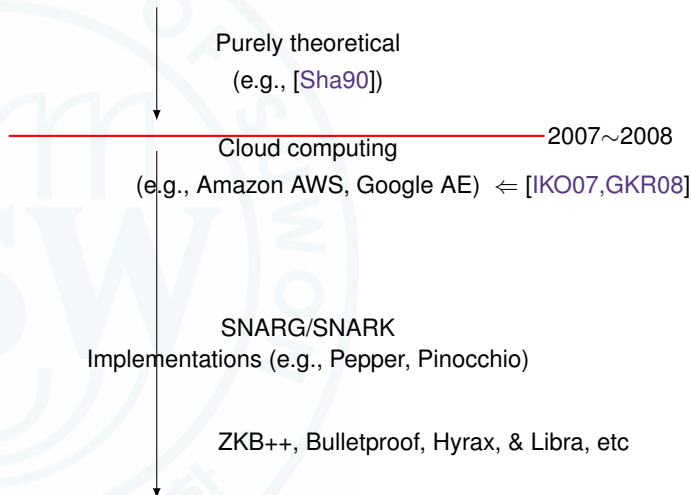 Purely theoretical
(e.g., [Sha90])
2007∼2008
Cloud computing
(e.g., Amazon AWS, Google AE) ⇐ [IKO07,GKR08]
SNARG/SNARK
Implementations (e.g., Pepper, Pinocchio)
ZKB++, Bulletproof, Hyrax, & Libra, etc